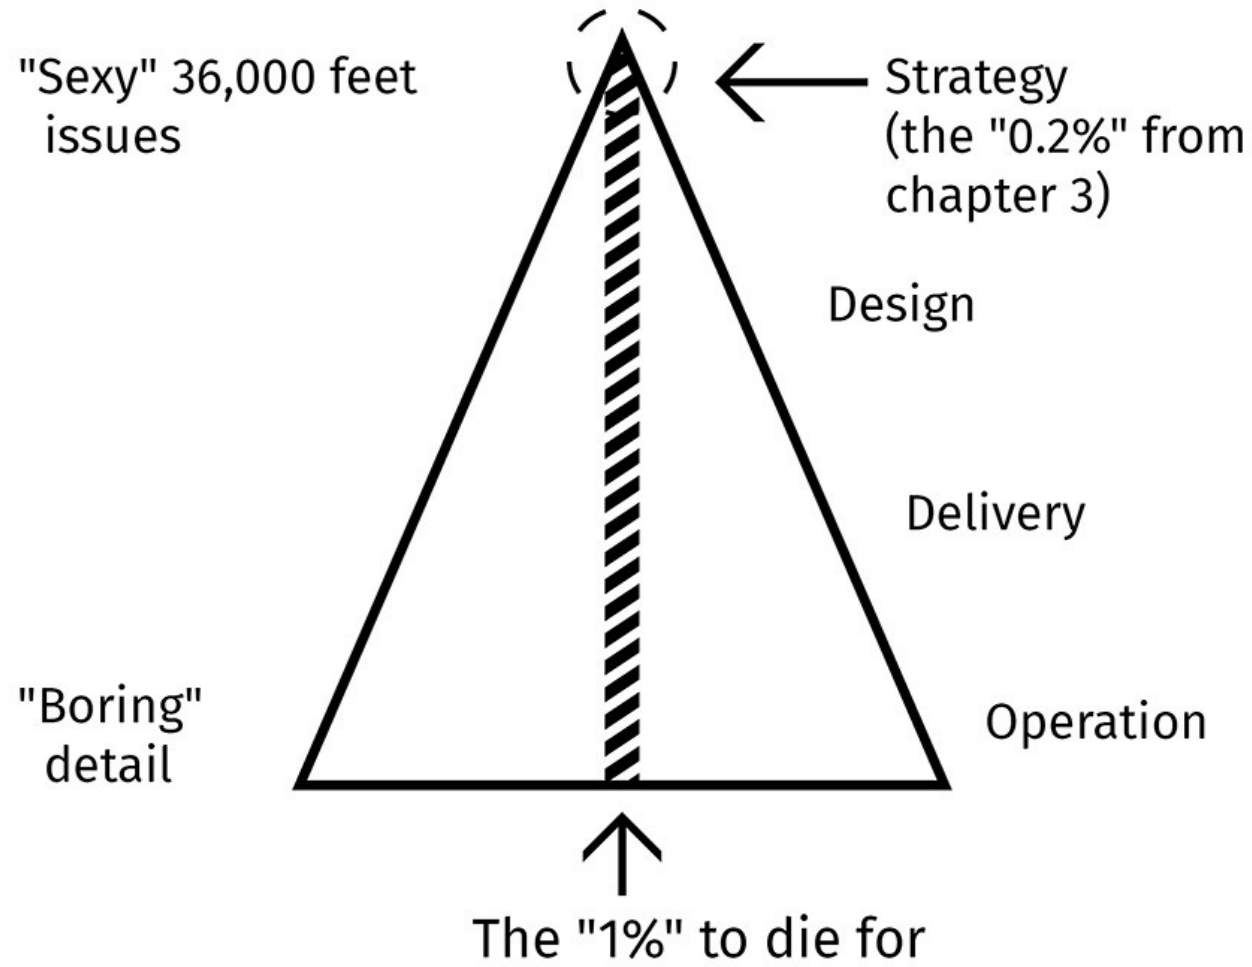 "Sexy" 36,000 feet
issues
Strategy
(the "0.2%" from
chapter 3)
Design
Delivery
"Boring"
detail
Operation
The "1%" to die for